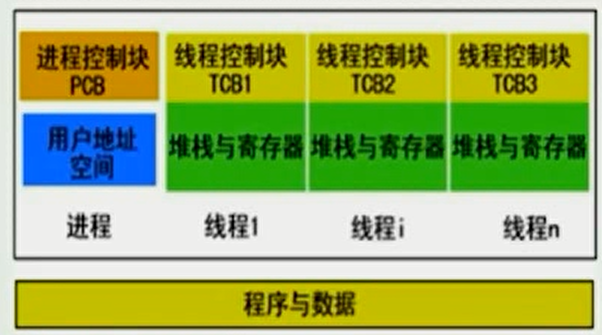 进程控制块
PCB
线程控制块
TCB1
线程控制块
TCB2
线程控制块
TCB3
用户地址
空间
堆栈与寄存器
堆栈与寄存器
堆栈与寄存器
进程
线程1
线程i
线程n
程序与数据